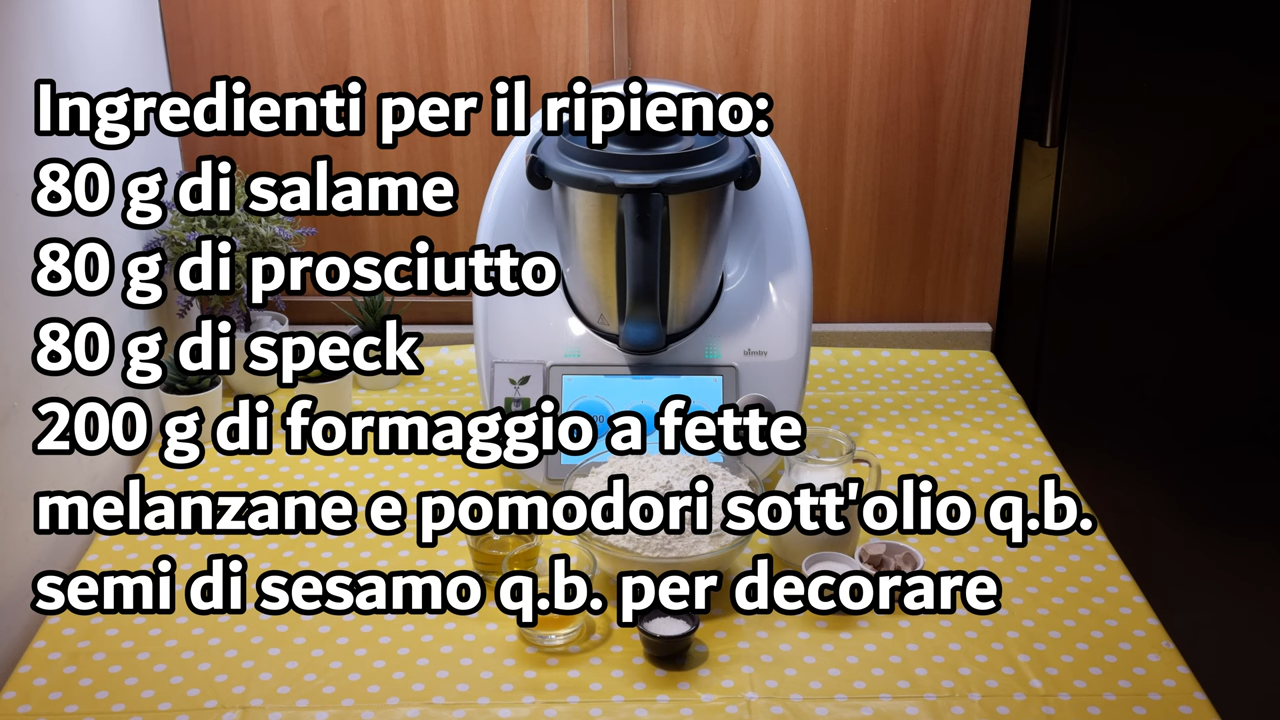 Ingredienti per il ripieno:
80 g di salame
80 g di prosciutto
80 g di speck
200 g di formaggio a fette
melanzane e pomodori sott'olio q.b.
semi di sesamo q.b. per decorare
bimby